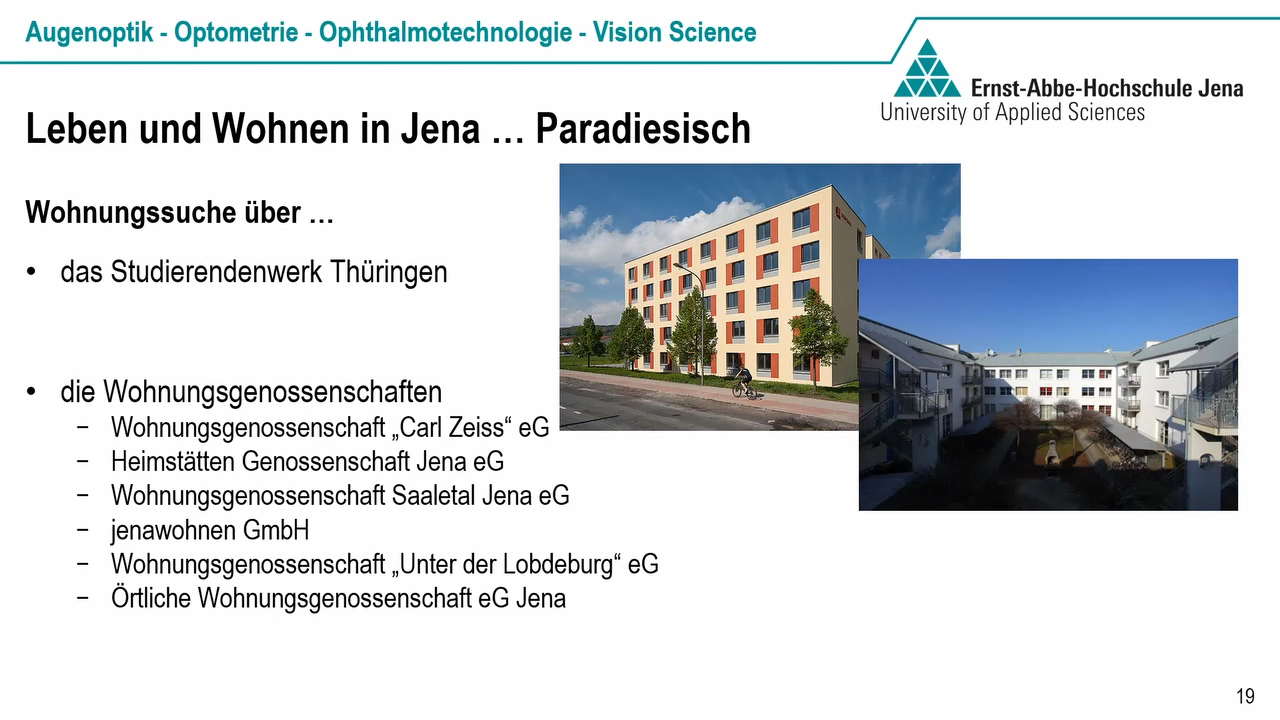 Augenoptik - Optometrie - Ophthalmotechnologie - Vision Science
Ernst-Abbe-Hochschule Jena
University of Applied Sciences
Leben und Wohnen in Jena … Paradiesisch
Wohnungssuche über …
• das Studierendenwerk Thüringen
• die Wohnungsgenossenschaften
− Wohnungsgenossenschaft „Carl Zeiss“ eG
− Heimstätten Genossenschaft Jena eG
− Wohnungsgenossenschaft Saaletal Jena eG
− jenawohnen GmbH
− Wohnungsgenossenschaft „Unter der Lobdeburg“ eG
− Örtliche Wohnungsgenossenschaft eG Jena
19